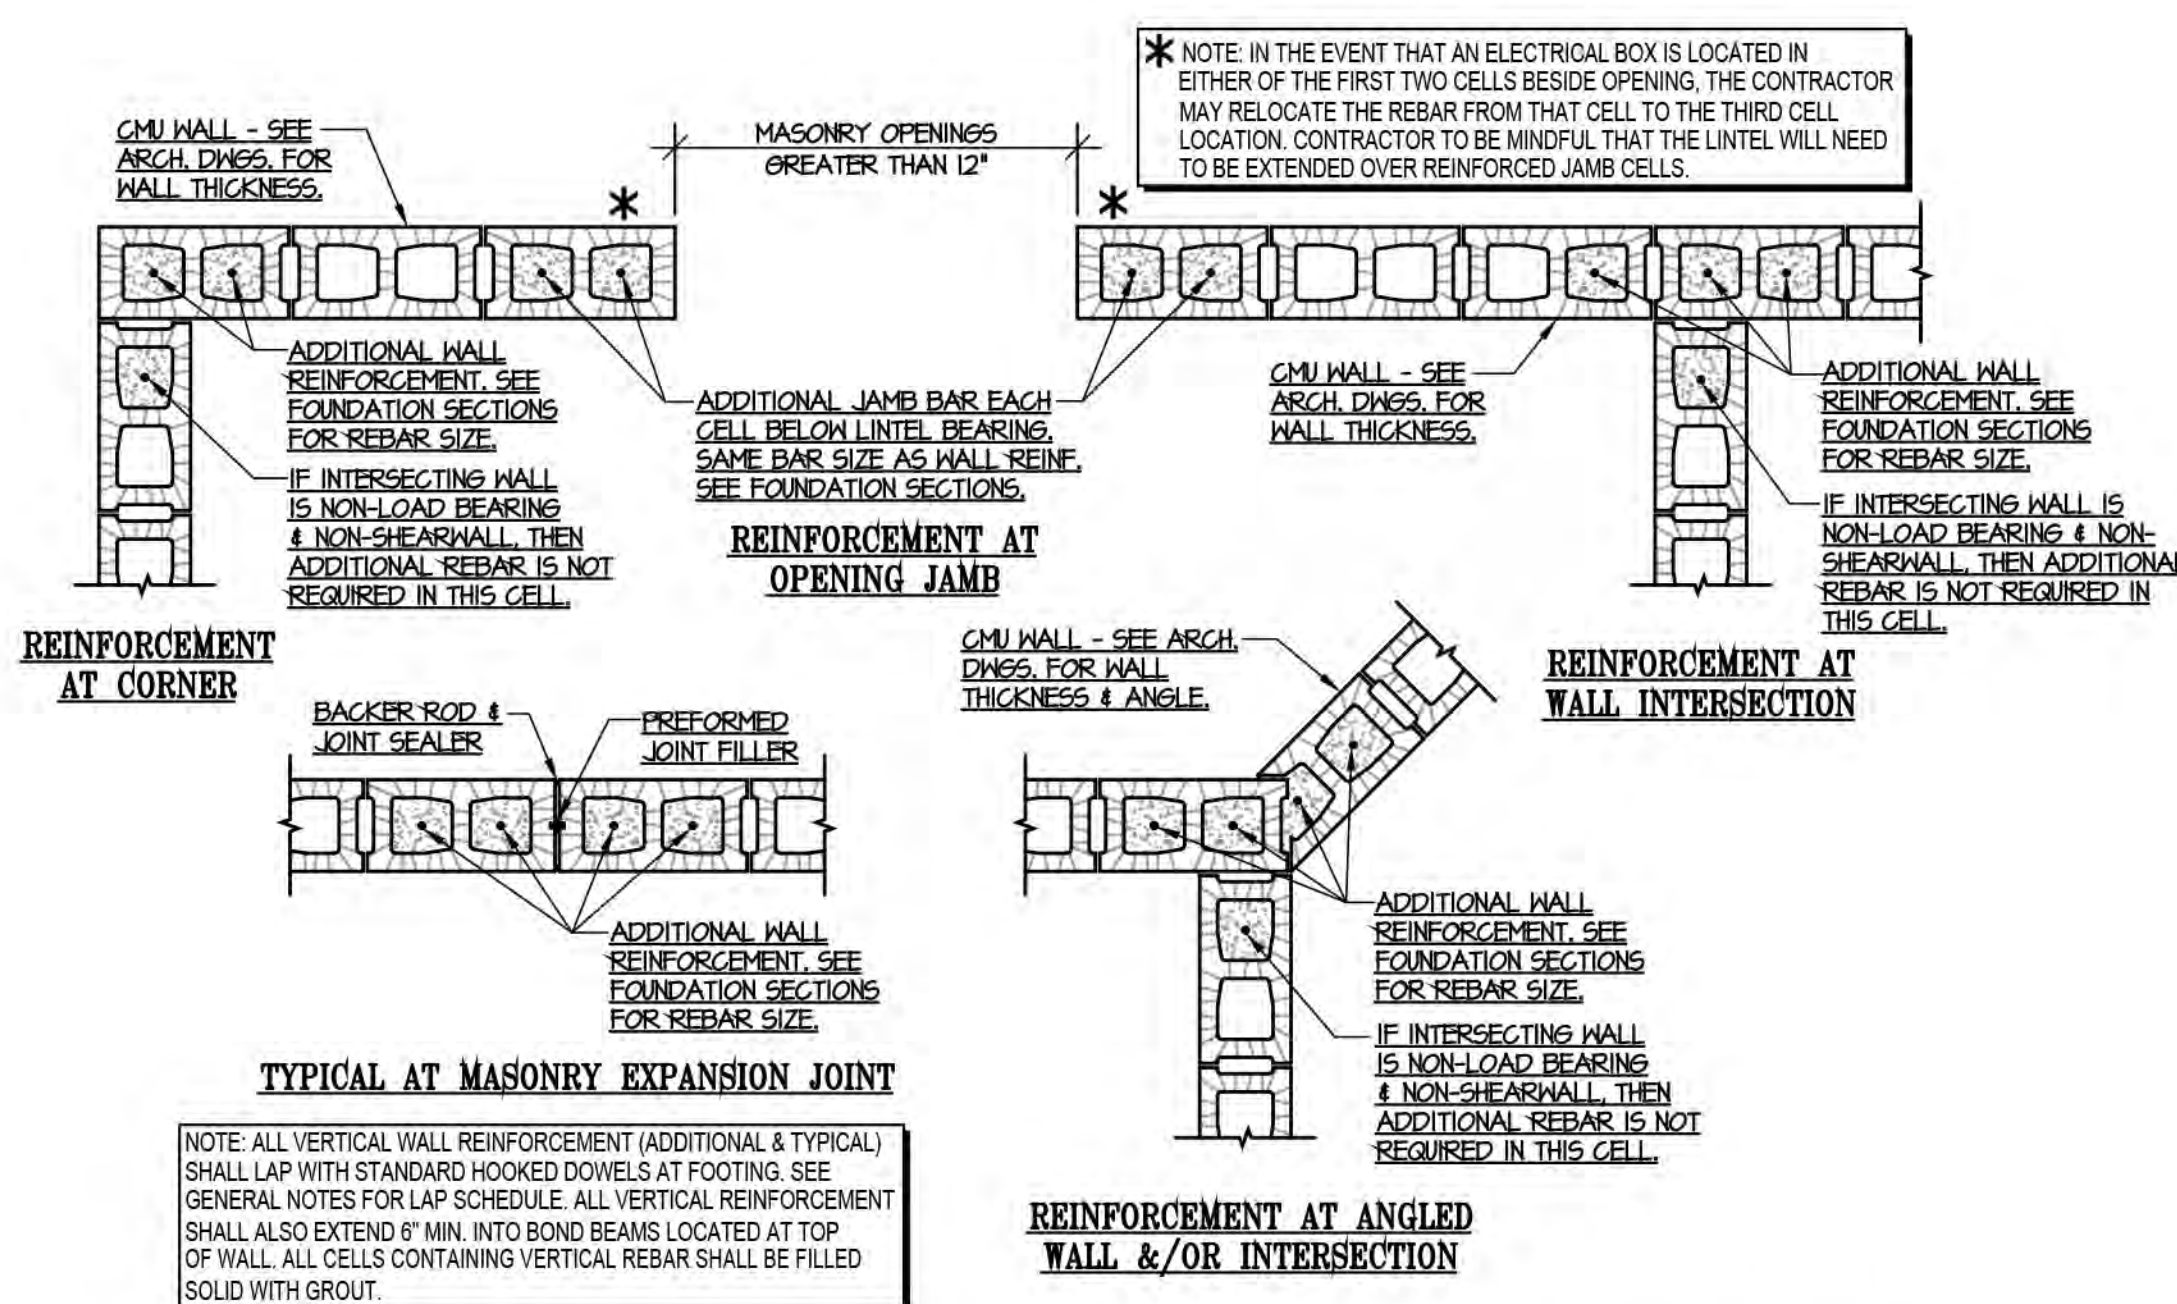 ✱ NOTE: IN THE EVENT THAT AN ELECTRICAL BOX IS LOCATED IN
EITHER OF THE FIRST TWO CELLS BESIDE OPENING, THE CONTRACTOR
MAY RELOCATE THE REBAR FROM THAT CELL TO THE THIRD CELL
LOCATION. CONTRACTOR TO BE MINDFUL THAT THE LINTEL WILL NEED
TO BE EXTENDED OVER REINFORCED JAMB CELLS.
CMU WALL - SEE
ARCH. DWGS. FOR
WALL THICKNESS.
MASONRY OPENINGS
GREATER THAN 12"
✱
✱
ADDITIONAL WALL
REINFORCEMENT. SEE
FOUNDATION SECTIONS
FOR REBAR SIZE.
IF INTERSECTING WALL
IS NON-LOAD BEARING
& NON-SHEARWALL, THEN
ADDITIONAL REBAR IS NOT
REQUIRED IN THIS CELL.
REINFORCEMENT
AT CORNER
ADDITIONAL JAMB BAR EACH
CELL BELOW LINTEL BEARING.
SAME BAR SIZE AS WALL REINF.
SEE FOUNDATION SECTIONS.
REINFORCEMENT AT
OPENING JAMB
CMU WALL - SEE
ARCH. DWGS. FOR
WALL THICKNESS.
ADDITIONAL WALL
REINFORCEMENT. SEE
FOUNDATION SECTIONS
FOR REBAR SIZE.
IF INTERSECTING WALL IS
NON-LOAD BEARING & NON-
SHEARWALL, THEN ADDITIONAL
REBAR IS NOT REQUIRED IN
THIS CELL.
REINFORCEMENT AT
WALL INTERSECTION
BACKER ROD &
JOINT SEALER
PREFORMED
JOINT FILLER
ADDITIONAL WALL
REINFORCEMENT. SEE
FOUNDATION SECTIONS
FOR REBAR SIZE.
TYPICAL AT MASONRY EXPANSION JOINT
CMU WALL - SEE ARCH.
DWGS. FOR WALL
THICKNESS & ANGLE.
ADDITIONAL WALL
REINFORCEMENT. SEE
FOUNDATION SECTIONS
FOR REBAR SIZE.
IF INTERSECTING WALL
IS NON-LOAD BEARING
& NON-SHEARWALL, THEN
ADDITIONAL REBAR IS NOT
REQUIRED IN THIS CELL.
REINFORCEMENT AT ANGLED
WALL &/OR INTERSECTION
NOTE: ALL VERTICAL WALL REINFORCEMENT (ADDITIONAL & TYPICAL)
SHALL LAP WITH STANDARD HOOKED DOWELS AT FOOTING. SEE
GENERAL NOTES FOR LAP SCHEDULE. ALL VERTICAL REINFORCEMENT
SHALL ALSO EXTEND 6" MIN. INTO BOND BEAMS LOCATED AT TOP
OF WALL. ALL CELLS CONTAINING VERTICAL REBAR SHALL BE FILLED
SOLID WITH GROUT.